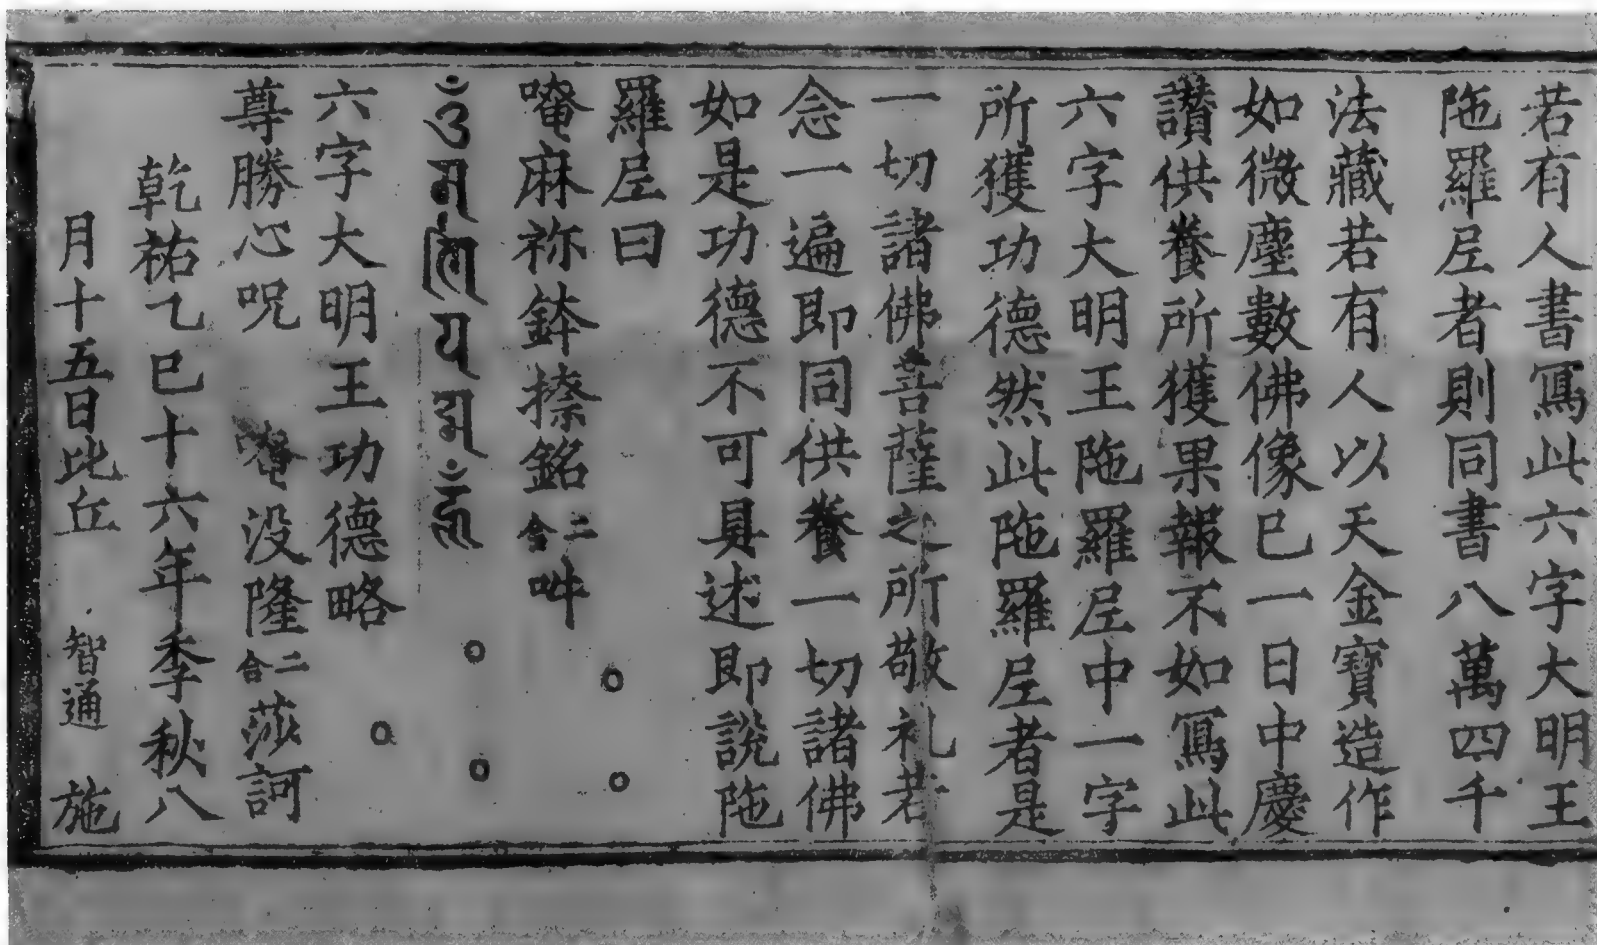 若有人書寫此六字大明王
陁羅𡰱者則同書八萬四千
法藏若有人以天金寶造作
如微塵數佛像已一日中慶
讚供養所獲果報不如寫此
六字大明王陁羅𡰱中一字
所獲功德然此陁羅𡰱者是
一切諸佛菩薩之所敬礼若
念一遍即同供養一切諸佛
如是功德不可具述即說陁
羅𡰱曰
唵麻祢鉢㩇銘二合吽
ॐ मणिपद्मे हूं
六字大明王功德略
尊勝心呪 唵没隆二合莎訶
乾祐乙巳十六年季秋八
月十五日比丘 智通 施